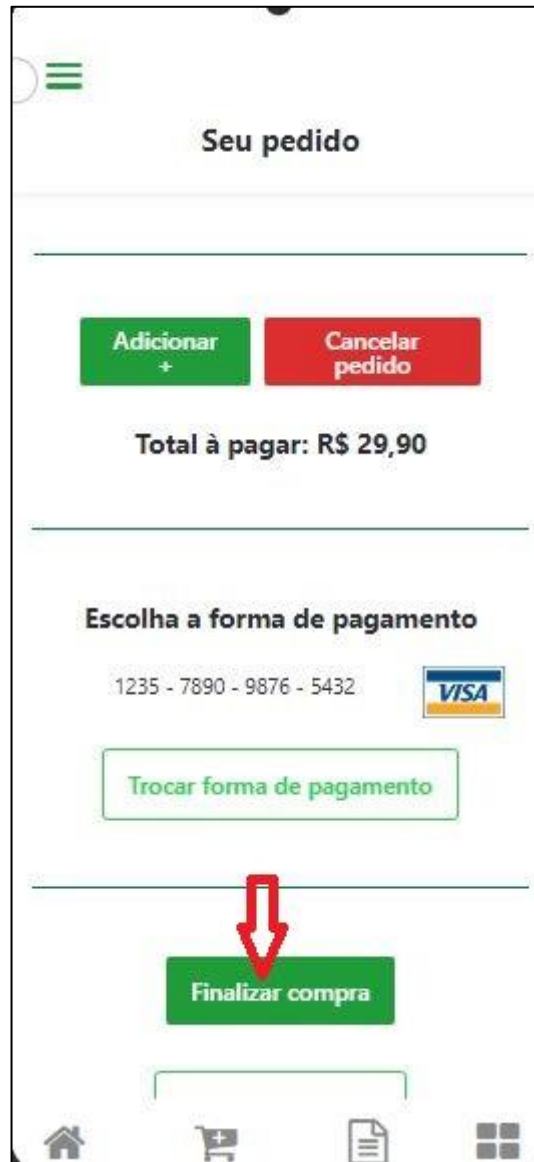 Seu pedido
Adicionar
+
Cancelar
pedido
Total à pagar: R$ 29,90
Escolha a forma de pagamento
1235 - 7890 - 9876 - 5432
VISA
Trocar forma de pagamento
Finalizar compra